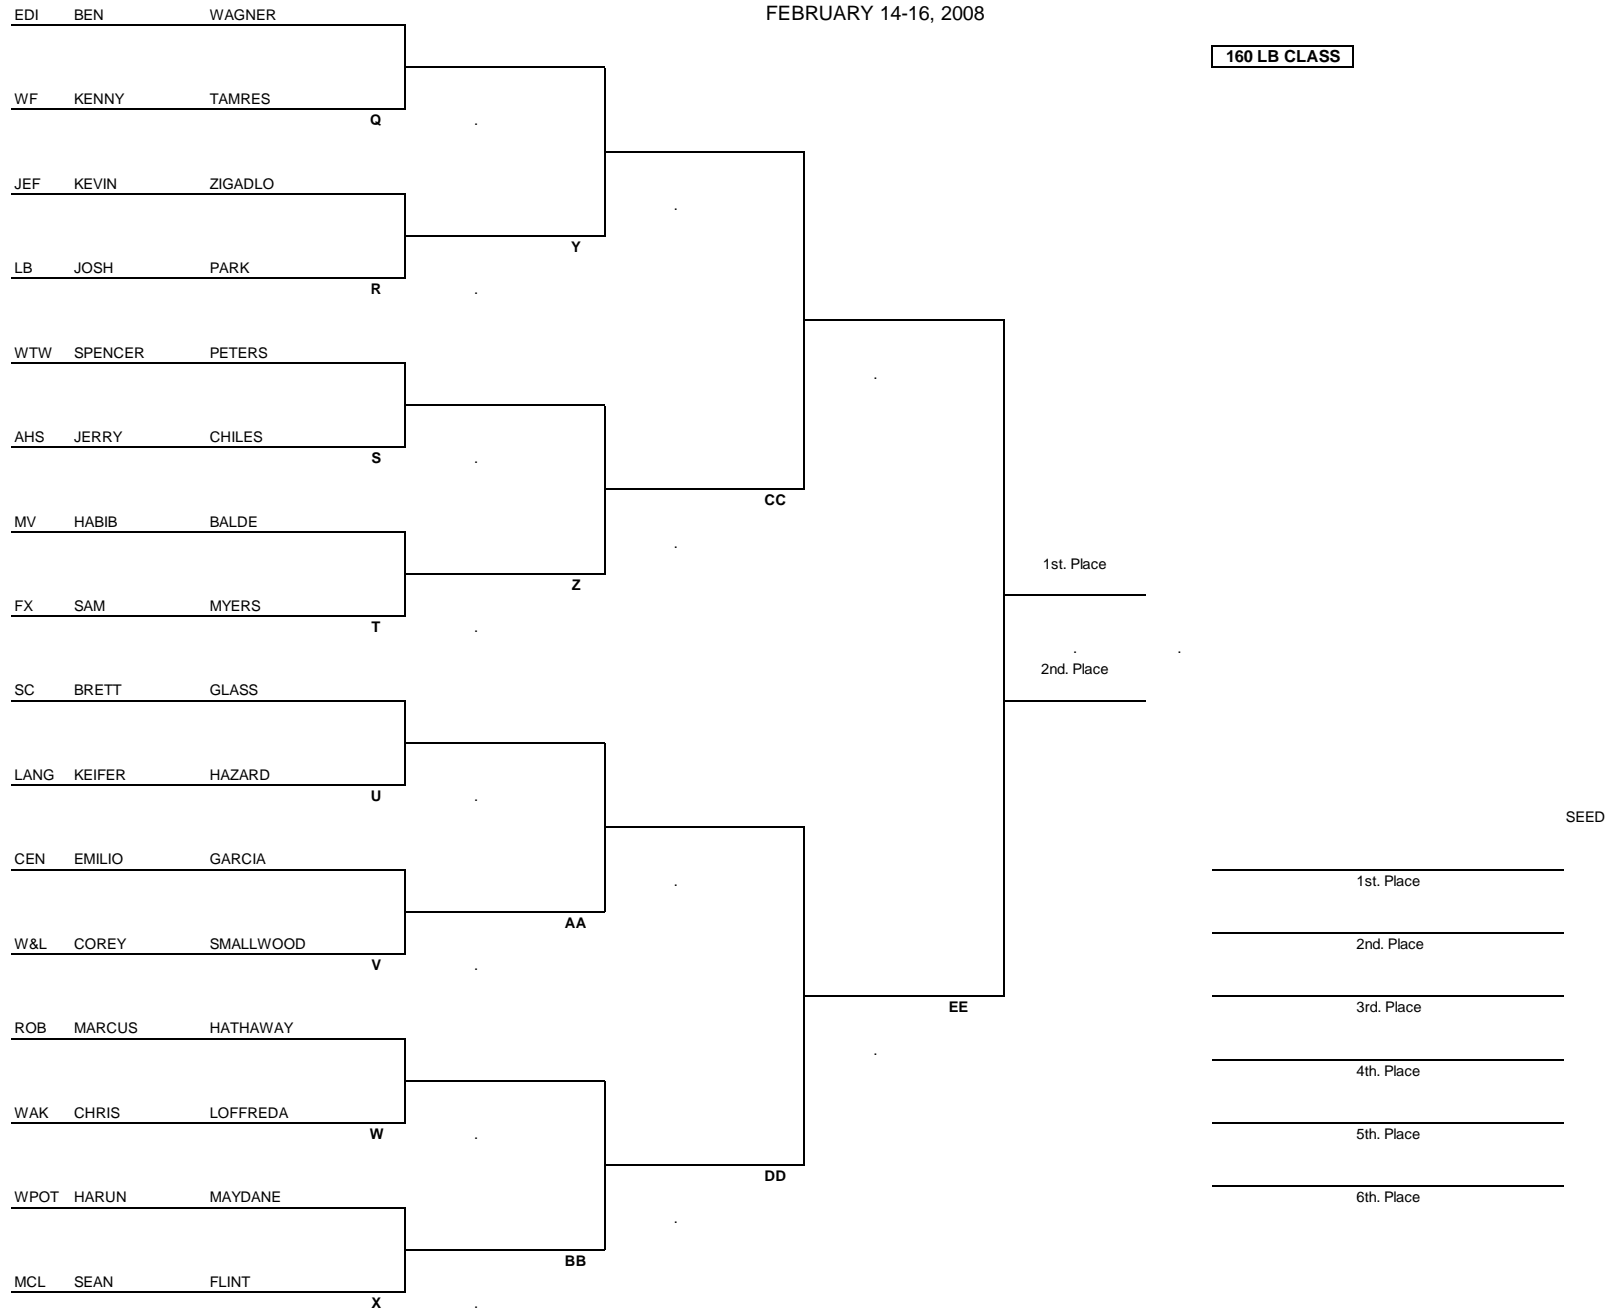 EDI BEN WAGNER
FEBRUARY 14-16, 2008
160 LB CLASS
WF KENNY TAMRES
Q .
JEF KEVIN ZIGADLO
.
Y
LB JOSH PARK
R .
WTW SPENCER PETERS
.
AHS JERRY CHILES
S .
CC
MV HABIB BALDE
.
1st. Place
Z
FX SAM MYERS
T .
. .
2nd. Place
SC BRETT GLASS
LANG KEIFER HAZARD
U .
SEED
CEN EMILIO GARCIA
.
1st. Place
AA
W&L COREY SMALLWOOD
2nd. Place
V .
EE
3rd. Place
ROB MARCUS HATHAWAY
.
4th. Place
WAK CHRIS LOFFREDA
W .
5th. Place
DD
WPOT HARUN MAYDANE
6th. Place
.
BB
MCL SEAN FLINT
X .